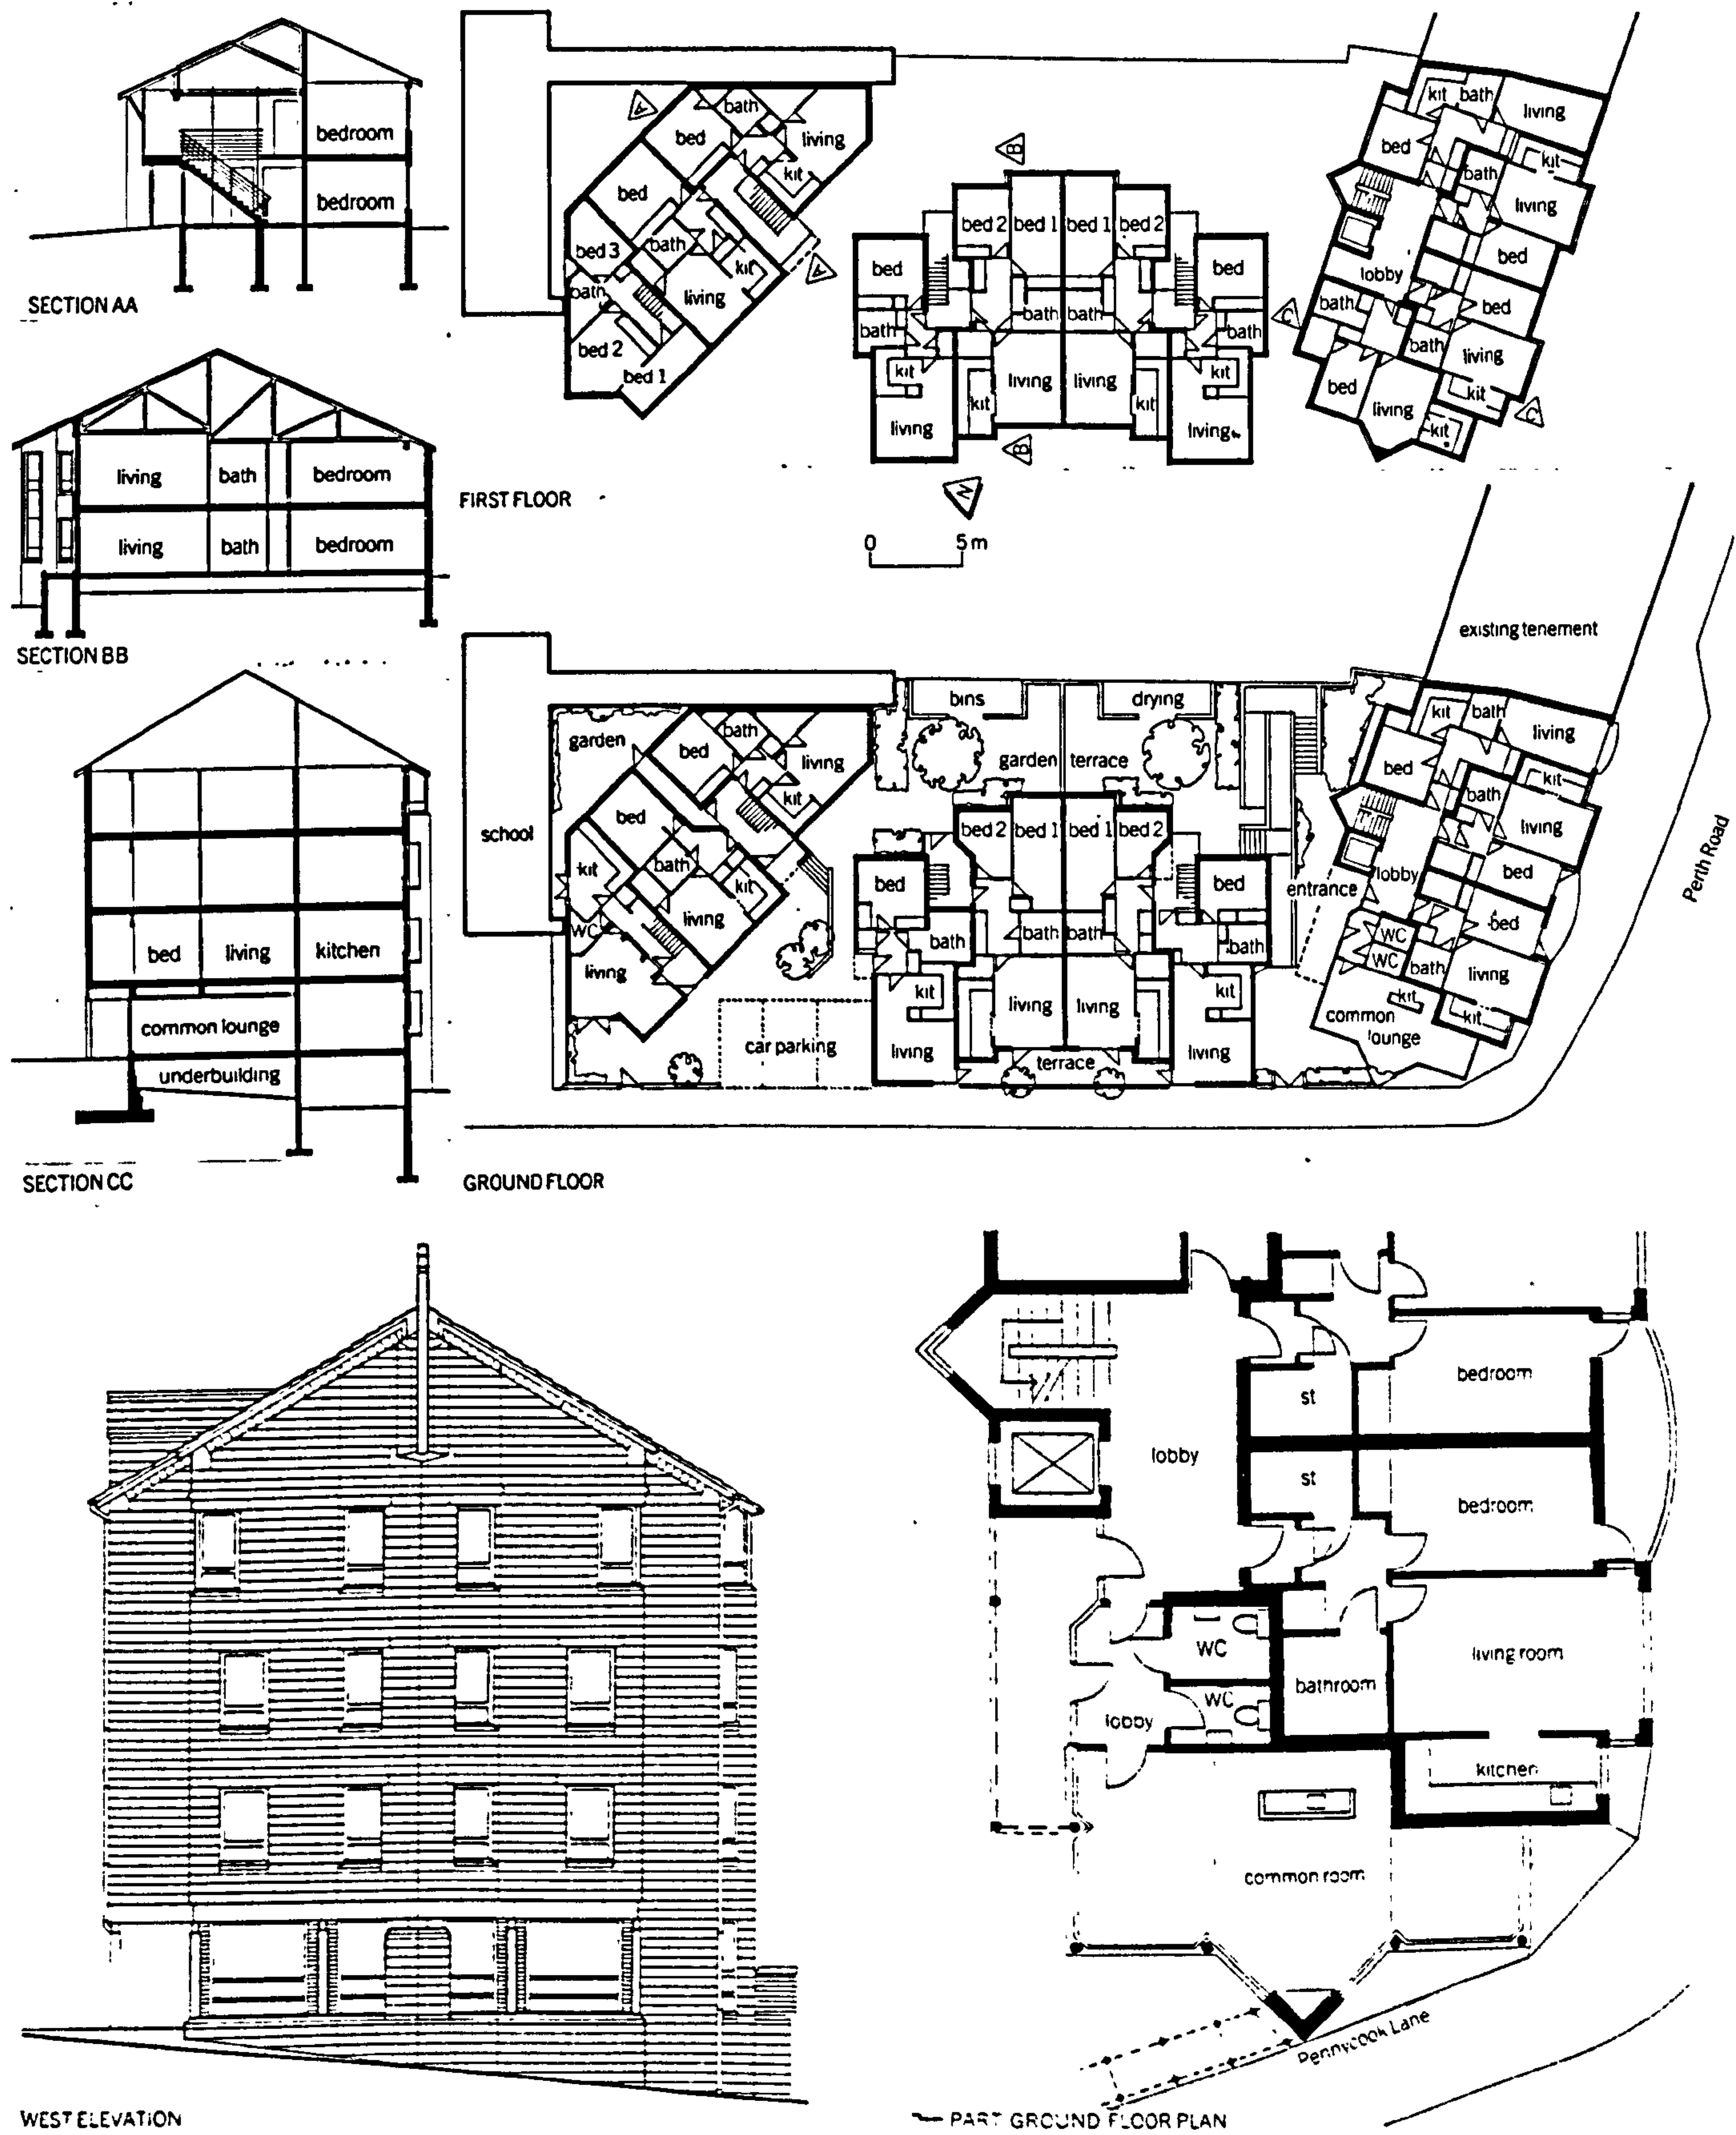 bedroom
bedroom
SECTION AA
living
bath
bedroom
living
bath
bedroom
SECTION BB
bed
living
kitchen
common lounge
underbuilding
SECTION CC
A
bath
bed
living
kit
bed
bed 3
bath
kit
A
bath
living
bed 2
bed 1
B
bed 2
bed 1
bed 1
bed 2
bed
bed
bath
bath
bath
bath
kit
living
living
kit
kit
kit
living
living
B
kit
bath
living
bed
kit
bath
living
lobby
bed
bath
bed
C
bath
living
bed
kit
living
C
kit
FIRST FLOOR
N
0
5m
existing tenement
Perth Road
school
garden
bath
bed
living
kit
bed
kit
bath
kit
WC
living
living
car parking
bins
drying
garden
terrace
bed 2
bed 1
bed 1
bed 2
bed
bed
bath
bath
bath
bath
kit
living
living
kit
living
living
terrace
entrance
kit
bath
living
bed
kit
bath
living
lobby
bed
bed
WC
WC
bath
living
kit
kit
common
lounge
GROUND FLOOR
WEST ELEVATION
bedroom
st
lobby
st
bedroom
WC
living room
bathroom
WC
lobby
kitchen
common room
Pennycook Lane
PART GROUND FLOOR PLAN